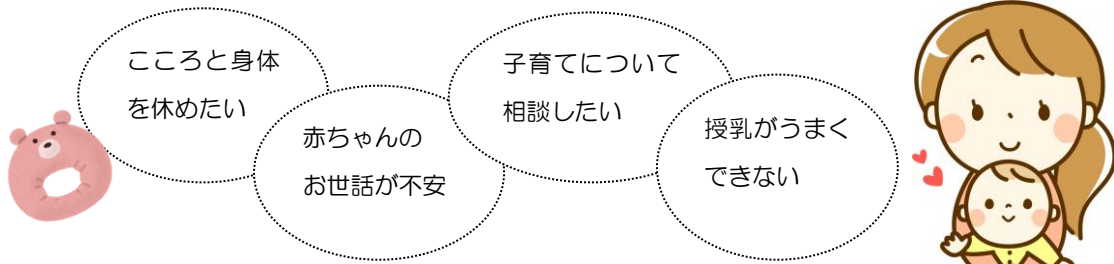 こころと身体
を休めたい
赤ちゃんの
お世話が不安
子育てについて
相談したい
授乳がうまく
できない